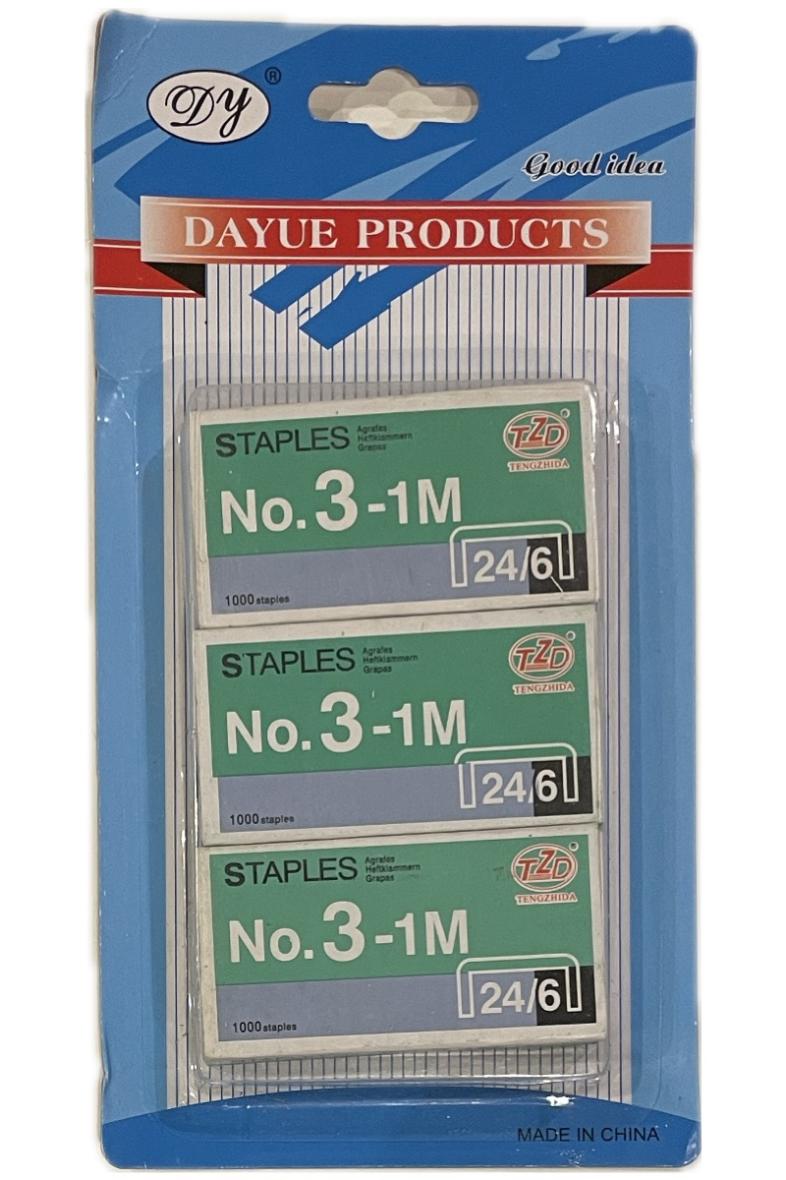 DY ®
Good idea
DAYUE PRODUCTS
STAPLES
Agrafes
Heftklammern
Grapas
TZD
TENGZHIDA
No.3-1M
24/6
1000 staples
STAPLES
Agrafes
Heftklammern
Grapas
TZD
TENGZHIDA
No.3-1M
24/6
1000 staples
STAPLES
Agrafes
Heftklammern
Grapas
TZD
TENGZHIDA
No.3-1M
24/6
1000 staples
MADE IN CHINA